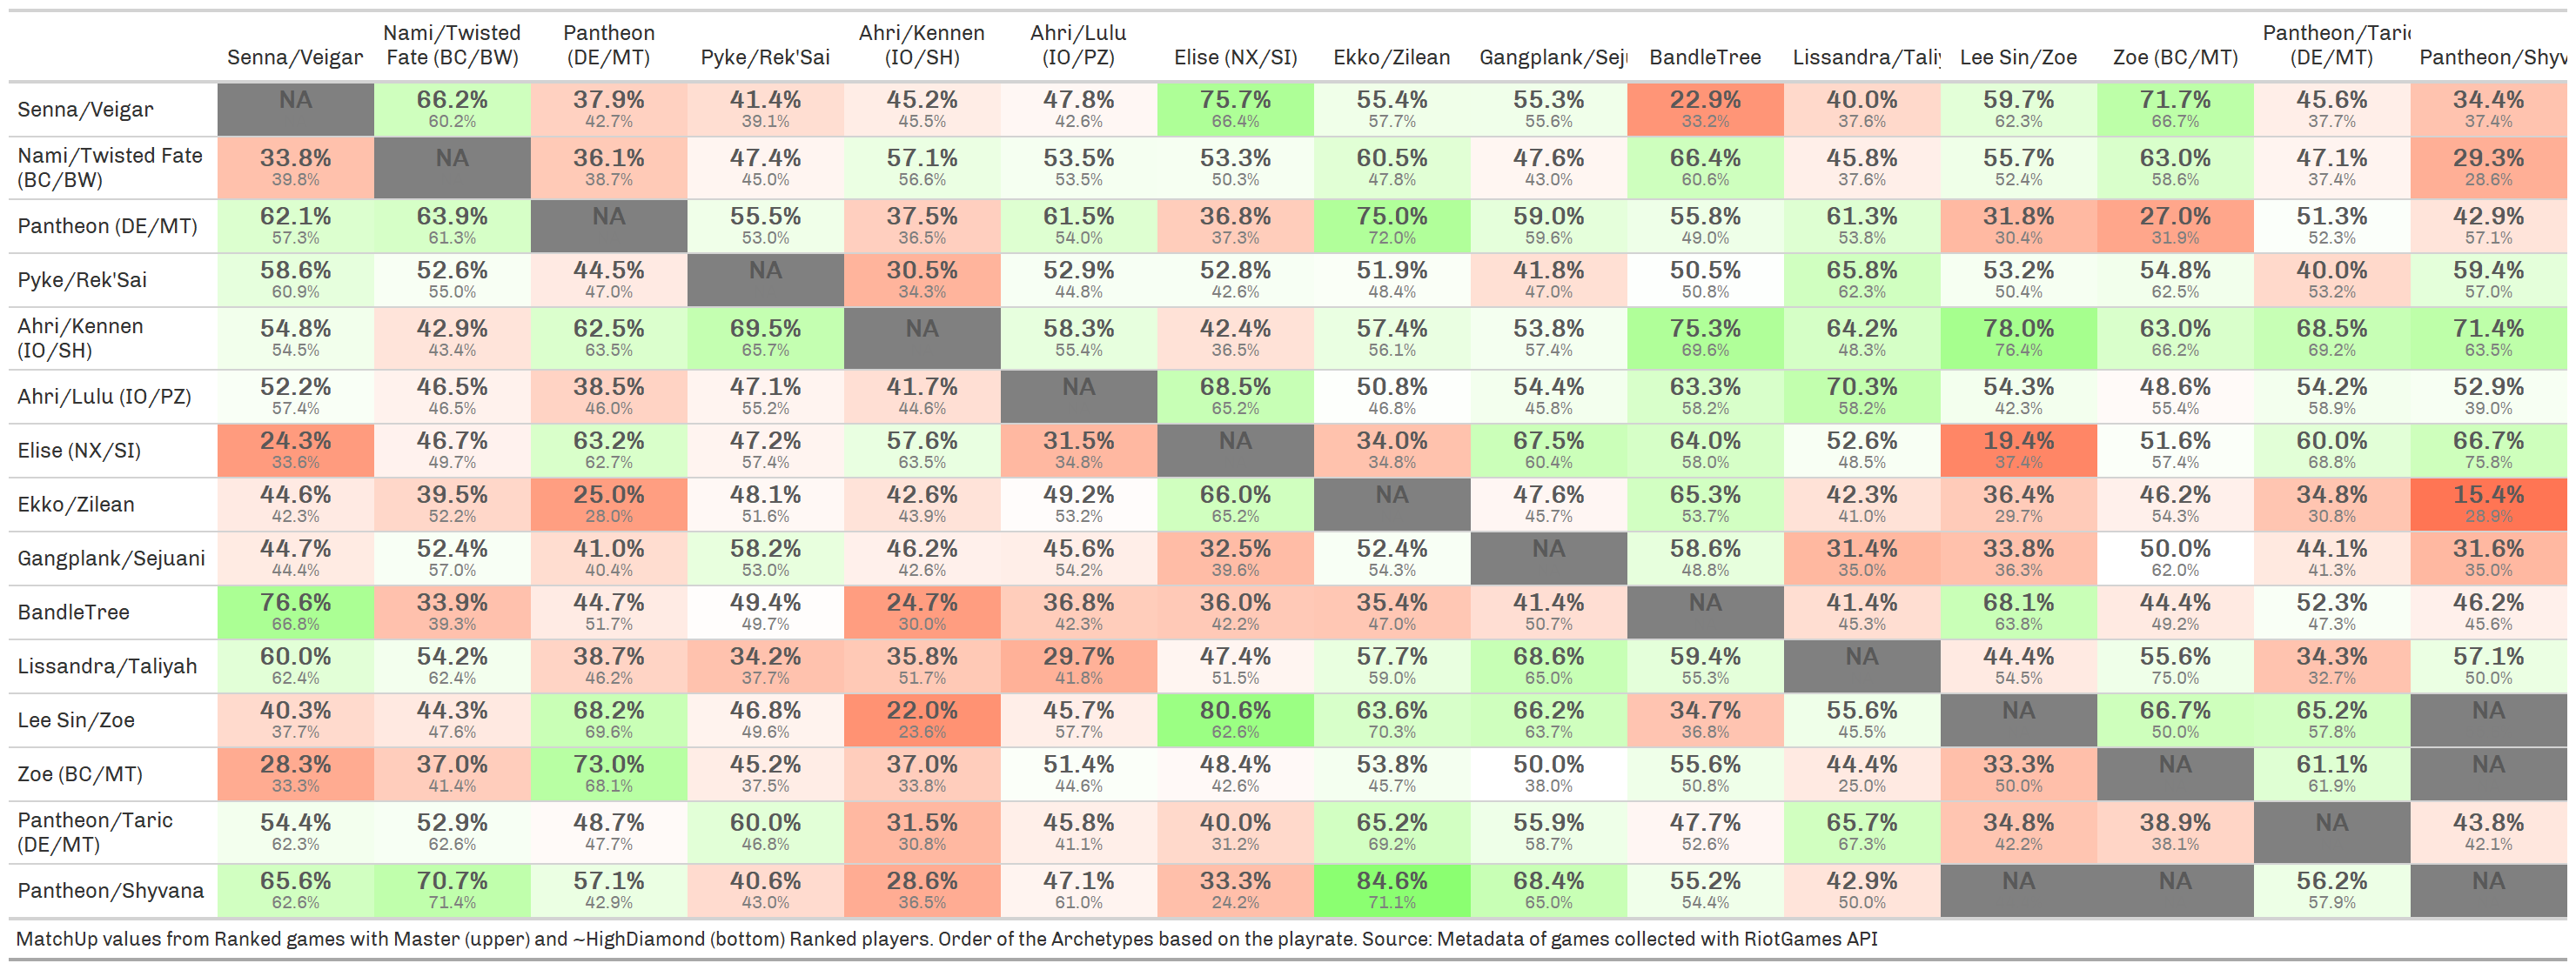 Senna/Veigar Nami/Twisted Fate (BC/BW) Pantheon (DE/MT) Pyke/Rek'Sai Ahri/Kennen (IO/SH) Ahri/Lulu (IO/PZ) Elise (NX/SI) Ekko/Zilean Gangplank/Sej BandleTree Lissandra/Taliy Lee Sin/Zoe Zoe (BC/MT) Pantheon/Taric (DE/MT) Pantheon/Shyv
Senna/Veigar NA 66.2% 37.9% 41.4% 45.2% 47.8% 75.7% 55.4% 55.3% 22.9% 40.0% 59.7% 71.7% 45.6% 34.4%
60.2% 42.7% 39.1% 45.5% 42.6% 66.4% 57.7% 55.6% 33.2% 37.6% 62.3% 66.7% 37.7% 37.4%
Nami/Twisted Fate (BC/BW) 33.8% NA 36.1% 47.4% 57.1% 53.5% 53.3% 60.5% 47.6% 66.4% 45.8% 55.7% 63.0% 47.1% 29.3%
39.8% 38.7% 45.0% 56.6% 53.5% 50.3% 47.8% 43.0% 60.6% 37.6% 52.4% 58.6% 37.4% 28.6%
Pantheon (DE/MT) 62.1% 63.9% NA 55.5% 37.5% 61.5% 36.8% 75.0% 59.0% 55.8% 61.3% 31.8% 27.0% 51.3% 42.9%
57.3% 61.3% 53.0% 36.5% 54.0% 37.3% 72.0% 59.6% 49.0% 53.8% 30.4% 31.9% 52.3% 57.1%
Pyke/Rek'Sai 58.6% 52.6% 44.5% NA 30.5% 52.9% 52.8% 51.9% 41.8% 50.5% 65.8% 53.2% 54.8% 40.0% 59.4%
60.9% 55.0% 47.0% 34.3% 44.8% 42.6% 48.4% 47.0% 50.8% 62.3% 50.4% 62.5% 53.2% 57.0%
Ahri/Kennen (IO/SH) 54.8% 42.9% 62.5% 69.5% NA 58.3% 42.4% 57.4% 53.8% 75.3% 64.2% 78.0% 63.0% 68.5% 71.4%
54.5% 43.4% 63.5% 65.7% 55.4% 36.5% 56.1% 57.4% 69.6% 48.3% 76.4% 66.2% 69.2% 63.5%
Ahri/Lulu (IO/PZ) 52.2% 46.5% 38.5% 47.1% 41.7% NA 68.5% 50.8% 54.4% 63.3% 70.3% 54.3% 48.6% 54.2% 52.9%
57.4% 46.5% 46.0% 55.2% 44.6% 65.2% 46.8% 45.8% 58.2% 58.2% 42.3% 55.4% 58.9% 39.0%
Elise (NX/SI) 24.3% 46.7% 63.2% 47.2% 57.6% 31.5% NA 34.0% 67.5% 64.0% 52.6% 19.4% 51.6% 60.0% 66.7%
33.6% 49.7% 62.7% 57.4% 63.5% 34.8% 34.8% 60.4% 58.0% 48.5% 37.4% 57.4% 68.8% 75.8%
Ekko/Zilean 44.6% 39.5% 25.0% 48.1% 42.6% 49.2% 66.0% NA 47.6% 65.3% 42.3% 36.4% 46.2% 34.8% 15.4%
42.3% 52.2% 28.0% 51.6% 43.9% 53.2% 65.2% 45.7% 53.7% 41.0% 29.7% 54.3% 30.8% 28.9%
Gangplank/Sejuani 44.7% 52.4% 41.0% 58.2% 46.2% 45.6% 32.5% 52.4% NA 58.6% 31.4% 33.8% 50.0% 44.1% 31.6%
44.4% 57.0% 40.4% 53.0% 42.6% 54.2% 39.6% 54.3% 48.8% 35.0% 36.3% 62.0% 41.3% 35.0%
BandleTree 76.6% 33.9% 44.7% 49.4% 24.7% 36.8% 36.0% 35.4% 41.4% NA 41.4% 68.1% 44.4% 52.3% 46.2%
66.8% 39.3% 51.7% 49.7% 30.0% 42.3% 42.2% 47.0% 50.7% 45.3% 63.8% 49.2% 47.3% 45.6%
Lissandra/Taliyah 60.0% 54.2% 38.7% 34.2% 35.8% 29.7% 47.4% 57.7% 68.6% 59.4% NA 44.4% 55.6% 34.3% 57.1%
62.4% 62.4% 46.2% 37.7% 51.7% 41.8% 51.5% 59.0% 65.0% 55.3% 54.5% 75.0% 32.7% 50.0%
Lee Sin/Zoe 40.3% 44.3% 68.2% 46.8% 22.0% 45.7% 80.6% 63.6% 66.2% 34.7% 55.6% NA 66.7% 65.2% NA
37.7% 47.6% 69.6% 49.6% 23.6% 57.7% 62.6% 70.3% 63.7% 36.8% 45.5% 50.0% 57.8%
Zoe (BC/MT) 28.3% 37.0% 73.0% 45.2% 37.0% 51.4% 48.4% 53.8% 50.0% 55.6% 44.4% 33.3% NA 61.1% NA
33.3% 41.4% 68.1% 37.5% 33.8% 44.6% 42.6% 45.7% 38.0% 50.8% 25.0% 50.0% 61.9%
Pantheon/Taric (DE/MT) 54.4% 52.9% 48.7% 60.0% 31.5% 45.8% 40.0% 65.2% 55.9% 47.7% 65.7% 34.8% 38.9% NA 43.8%
62.3% 62.6% 47.7% 46.8% 30.8% 41.1% 31.2% 69.2% 58.7% 52.6% 67.3% 42.2% 38.1% 42.1%
Pantheon/Shyvana 65.6% 70.7% 57.1% 40.6% 28.6% 47.1% 33.3% 84.6% 68.4% 55.2% 42.9% NA NA 56.2% NA
62.6% 71.4% 42.9% 43.0% 36.5% 61.0% 24.2% 71.1% 65.0% 54.4% 50.0% 57.9%
MatchUp values from Ranked games with Master (upper) and ~HighDiamond (bottom) Ranked players. Order of the Archetypes based on the playrate. Source: Metadata of games collected with RiotGames API